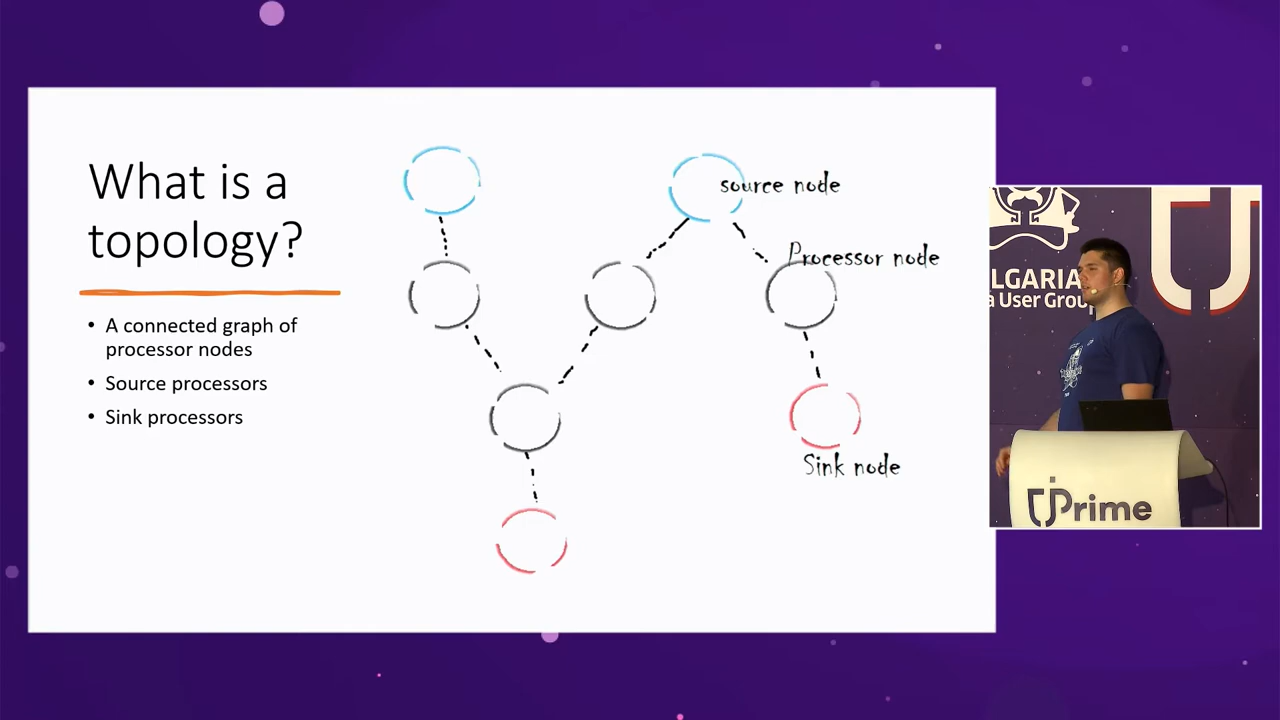 What is a
topology?
• A connected graph of
processor nodes
• Source processors
• Sink processors
source node
Processor node
Sink node
LGARIA
a User Group
Prime